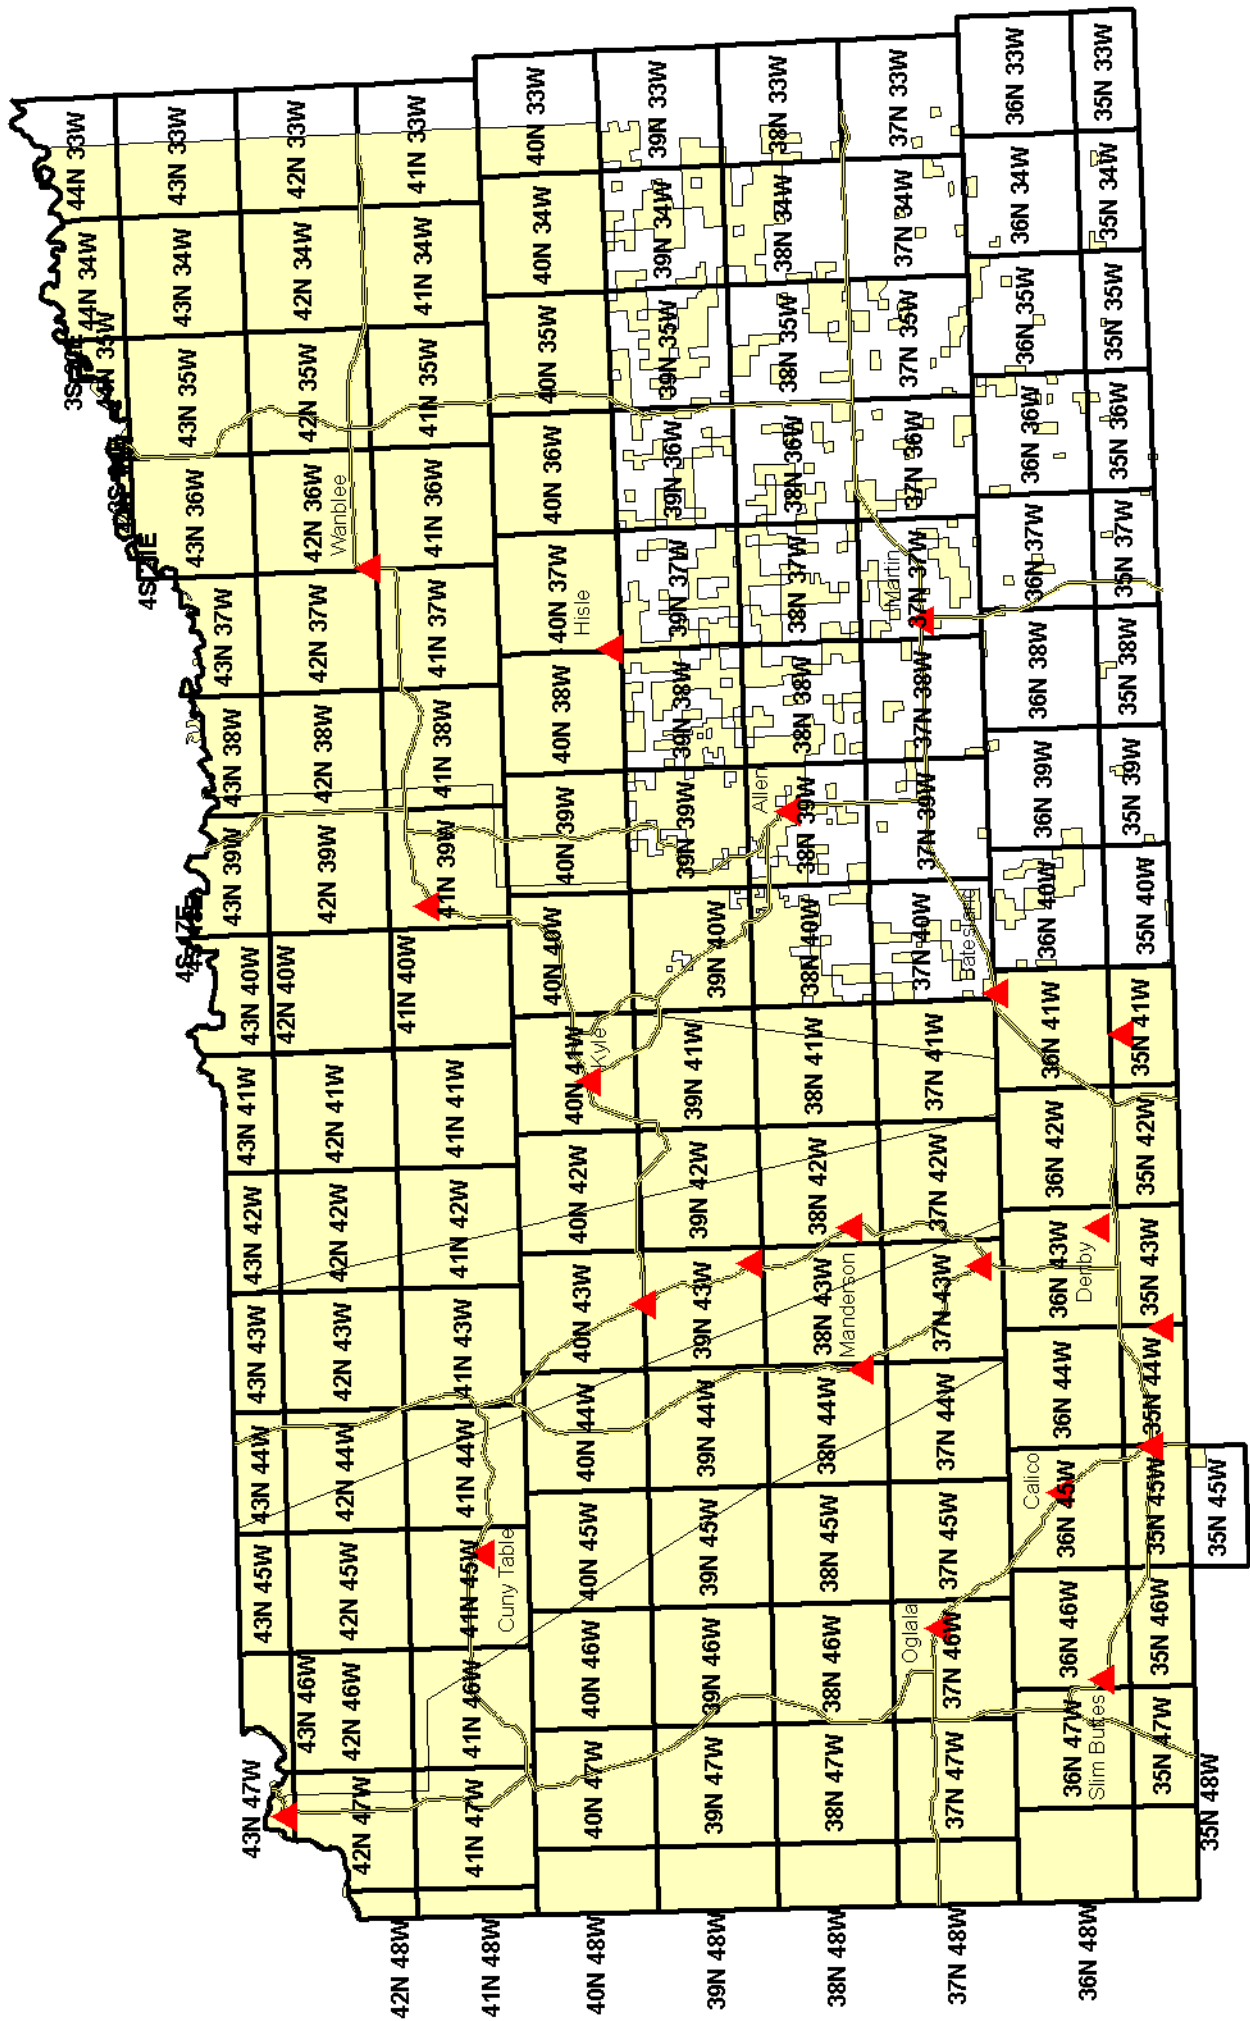 44N 35W
44N 34W
44N 33W
43N 47W
43N 46W
43N 45W
43N 44W
43N 43W
43N 42W
43N 41W
43N 40W
43N 39W
43N 38W
43N 37W
43N 36W
43N 35W
43N 34W
43N 33W
42N 48W
42N 47W
42N 46W
42N 45W
42N 44W
42N 43W
42N 42W
42N 41W
42N 40W
42N 39W
42N 38W
42N 37W
42N 36W
Wanblee
42N 35W
42N 34W
42N 33W
41N 48W
41N 47W
41N 46W
41N 45W
Cuny Table
41N 44W
41N 43W
41N 42W
41N 41W
41N 40W
41N 39W
41N 38W
41N 37W
41N 36W
41N 35W
41N 34W
41N 33W
40N 48W
40N 47W
40N 46W
40N 45W
40N 44W
40N 43W
40N 42W
40N 41W
Kyle
40N 40W
40N 39W
40N 38W
40N 37W
Hisle
40N 36W
40N 35W
40N 34W
40N 33W
39N 48W
39N 47W
39N 46W
39N 45W
39N 44W
39N 43W
39N 42W
39N 41W
39N 40W
39N 39W
39N 38W
39N 37W
39N 36W
39N 35W
39N 34W
39N 33W
38N 48W
38N 47W
38N 46W
38N 45W
38N 44W
38N 43W
Manderson
38N 42W
38N 41W
38N 40W
Allen
38N 39W
38N 38W
38N 37W
38N 36W
38N 35W
38N 34W
38N 33W
37N 48W
37N 47W
Oglala
37N 46W
37N 45W
37N 44W
37N 43W
37N 42W
37N 41W
37N 40W
Batesland
37N 39W
37N 38W
Martin
37N 37W
37N 36W
37N 35W
37N 34W
37N 33W
36N 48W
36N 47W
Slim Buttes
36N 46W
Calico
36N 45W
36N 44W
36N 43W
Denby
36N 42W
36N 41W
36N 40W
36N 39W
36N 38W
36N 37W
36N 36W
36N 35W
36N 34W
36N 33W
35N 48W
35N 47W
35N 46W
35N 45W
35N 44W
35N 43W
35N 42W
35N 41W
35N 40W
35N 39W
35N 38W
35N 37W
35N 36W
35N 35W
35N 34W
35N 33W
35N 45W